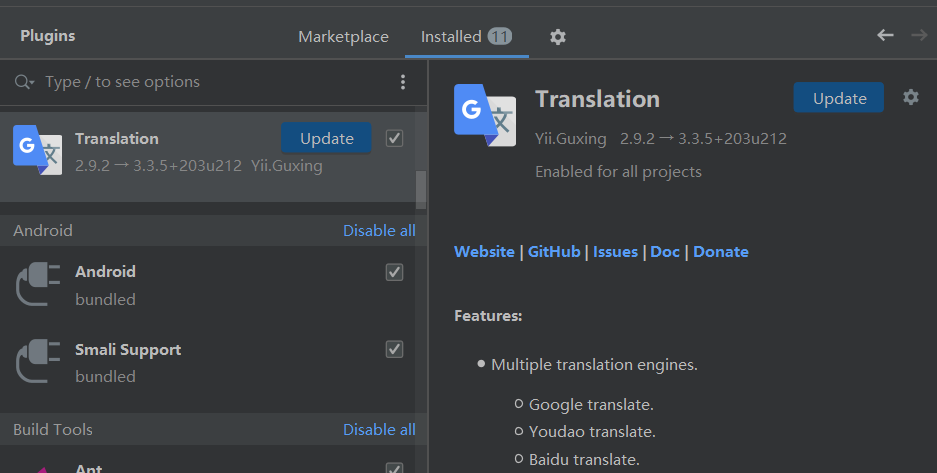 Plugins
Marketplace
Installed 11
Type / to see options
Translation
Update
2.9.2 → 3.3.5+203u212 Yii.Guxing
Android
Disable all
Android
bundled
Smali Support
bundled
Build Tools
Disable all
Ant
G 文
Translation
Update
Yii.Guxing 2.9.2 → 3.3.5+203u212
Enabled for all projects
Website | GitHub | Issues | Doc | Donate
Features:
Multiple translation engines.
Google translate.
Youdao translate.
Baidu translate.